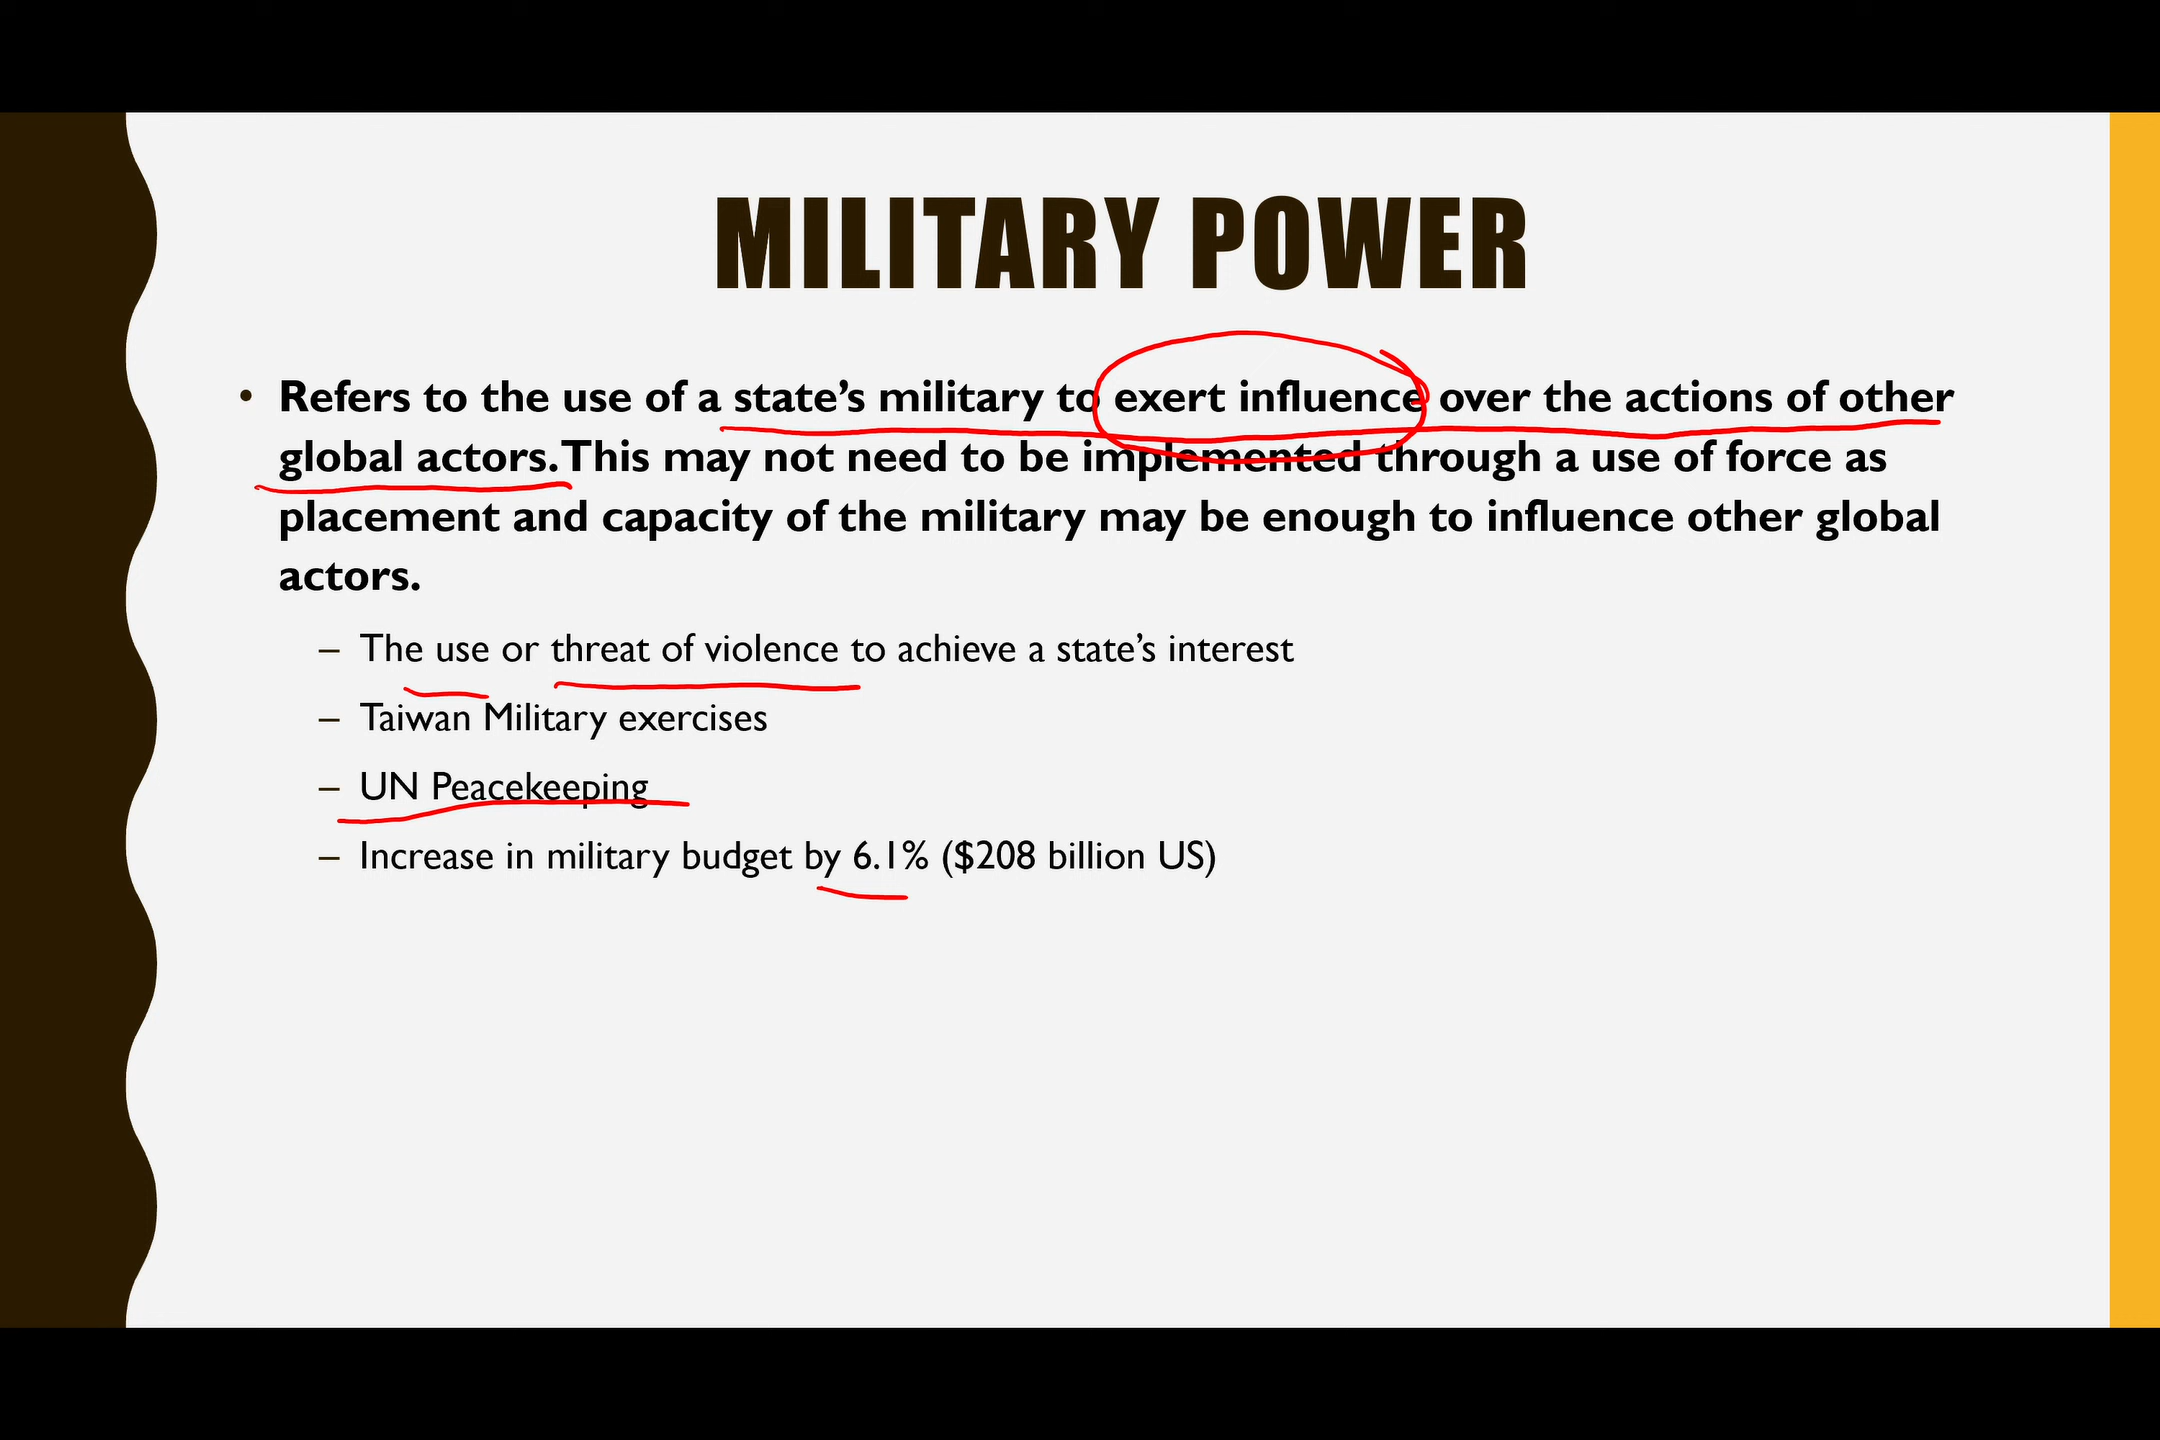 MILITARY POWER
• Refers to the use of a state’s military to exert influence over the actions of other
global actors. This may not need to be implemented through a use of force as
placement and capacity of the military may be enough to influence other global
actors.
– The use or threat of violence to achieve a state’s interest
– Taiwan Military exercises
– UN Peacekeeping
– Increase in military budget by 6.1% ($208 billion US)